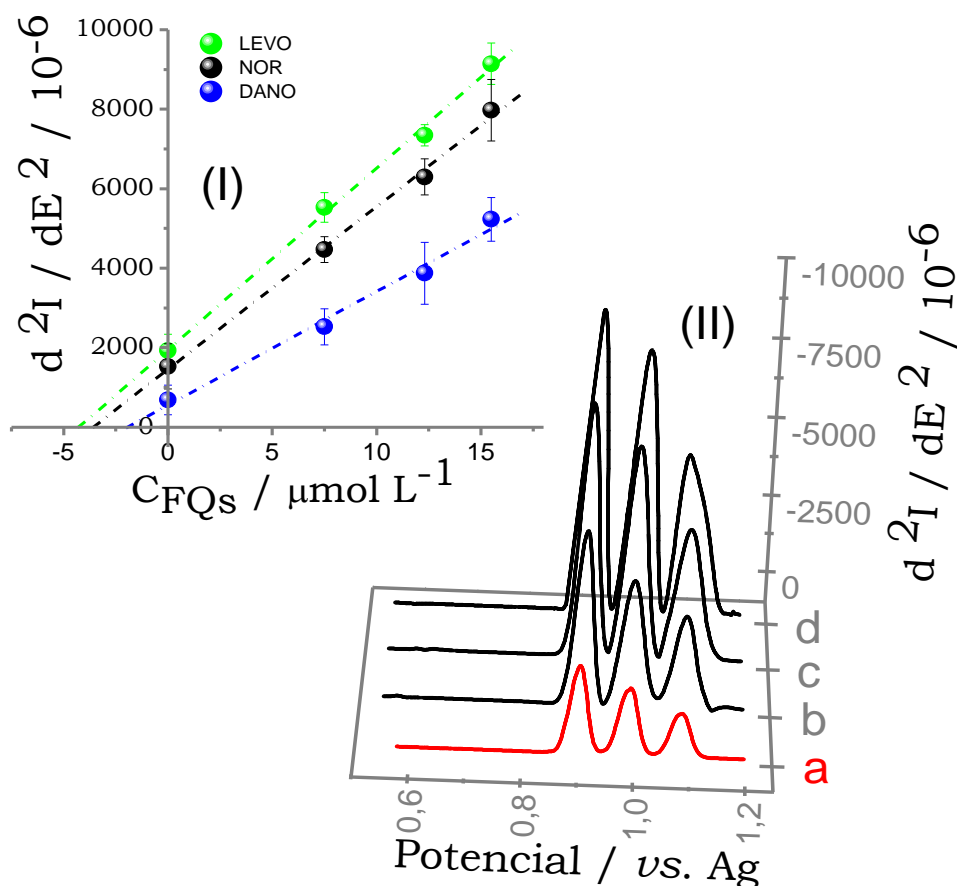 10000
8000
6000
4000
2000
0
d ²I / dE ² / 10⁻⁶
LEVO
NOR
DANO
(I)
-5 0 5 10 15
C_FQs / μmol L⁻¹
(II)
-10000
-7500
-5000
-2500
0
d ²I / dE ² / 10⁻⁶
d
c
b
a
0,6 0,8 1,0 1,2
Potencial / vs. Ag